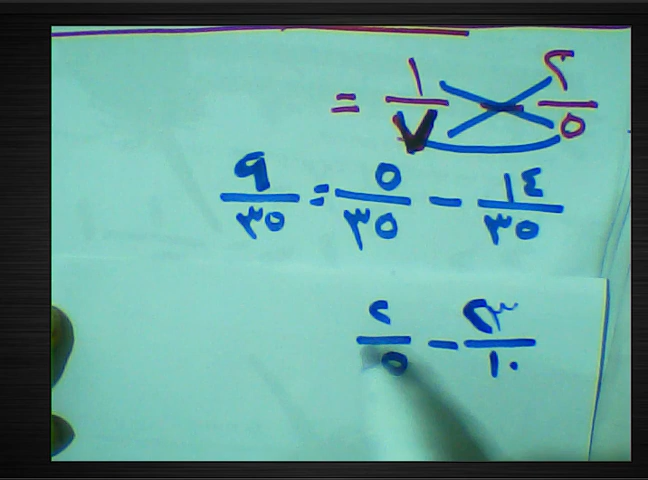 ٢/٥ - ١/٧ =
١٤/٣٥ - ٥/٣٥ = ٩/٣٥
٣/١٠ - ٢/٥